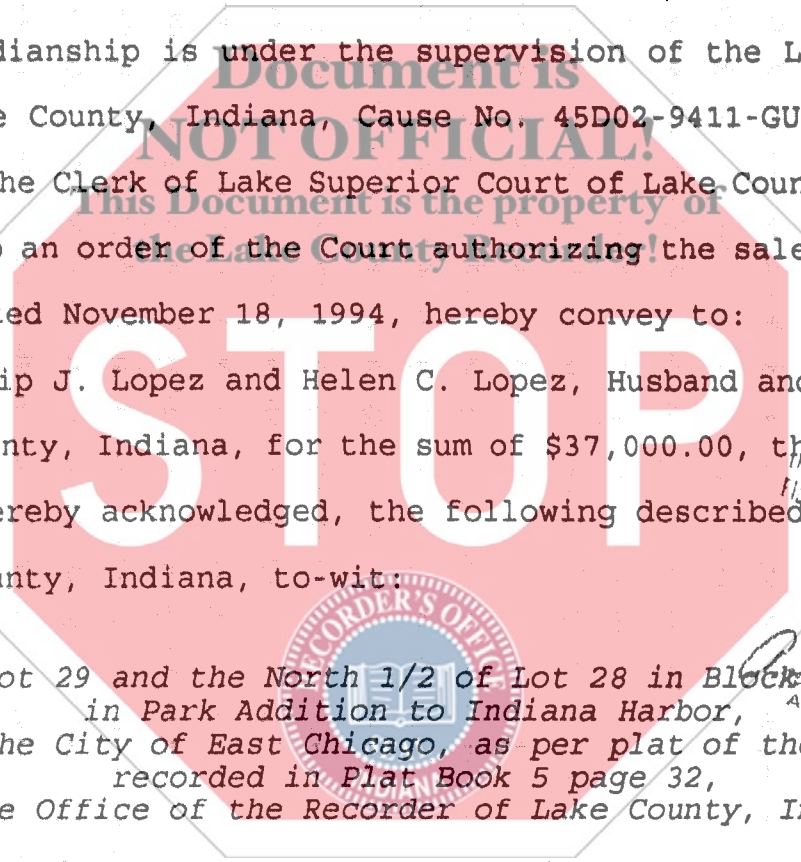 dianship is under the supervision of the L
Document is
e County, Indiana, Cause No. 45D02-9411-GU
NOT OFFICIAL!
he Clerk of Lake Superior Court of Lake Coun
This Document is the property of
o an order of the Court authorizing the sale
the Lake County Recorder!
ed November 18, 1994, hereby convey to:
STOP
ip J. Lopez and Helen C. Lopez, Husband and
nty, Indiana, for the sum of $37,000.00, th
ereby acknowledged, the following described
unty, Indiana, to-wit:
RECORDER'S OFFICE
ot 29 and the North 1/2 of Lot 28 in Block
in Park Addition to Indiana Harbor,
he City of East Chicago, as per plat of the
recorded in Plat Book 5 page 32,
INDIANA
e Office of the Recorder of Lake County, In